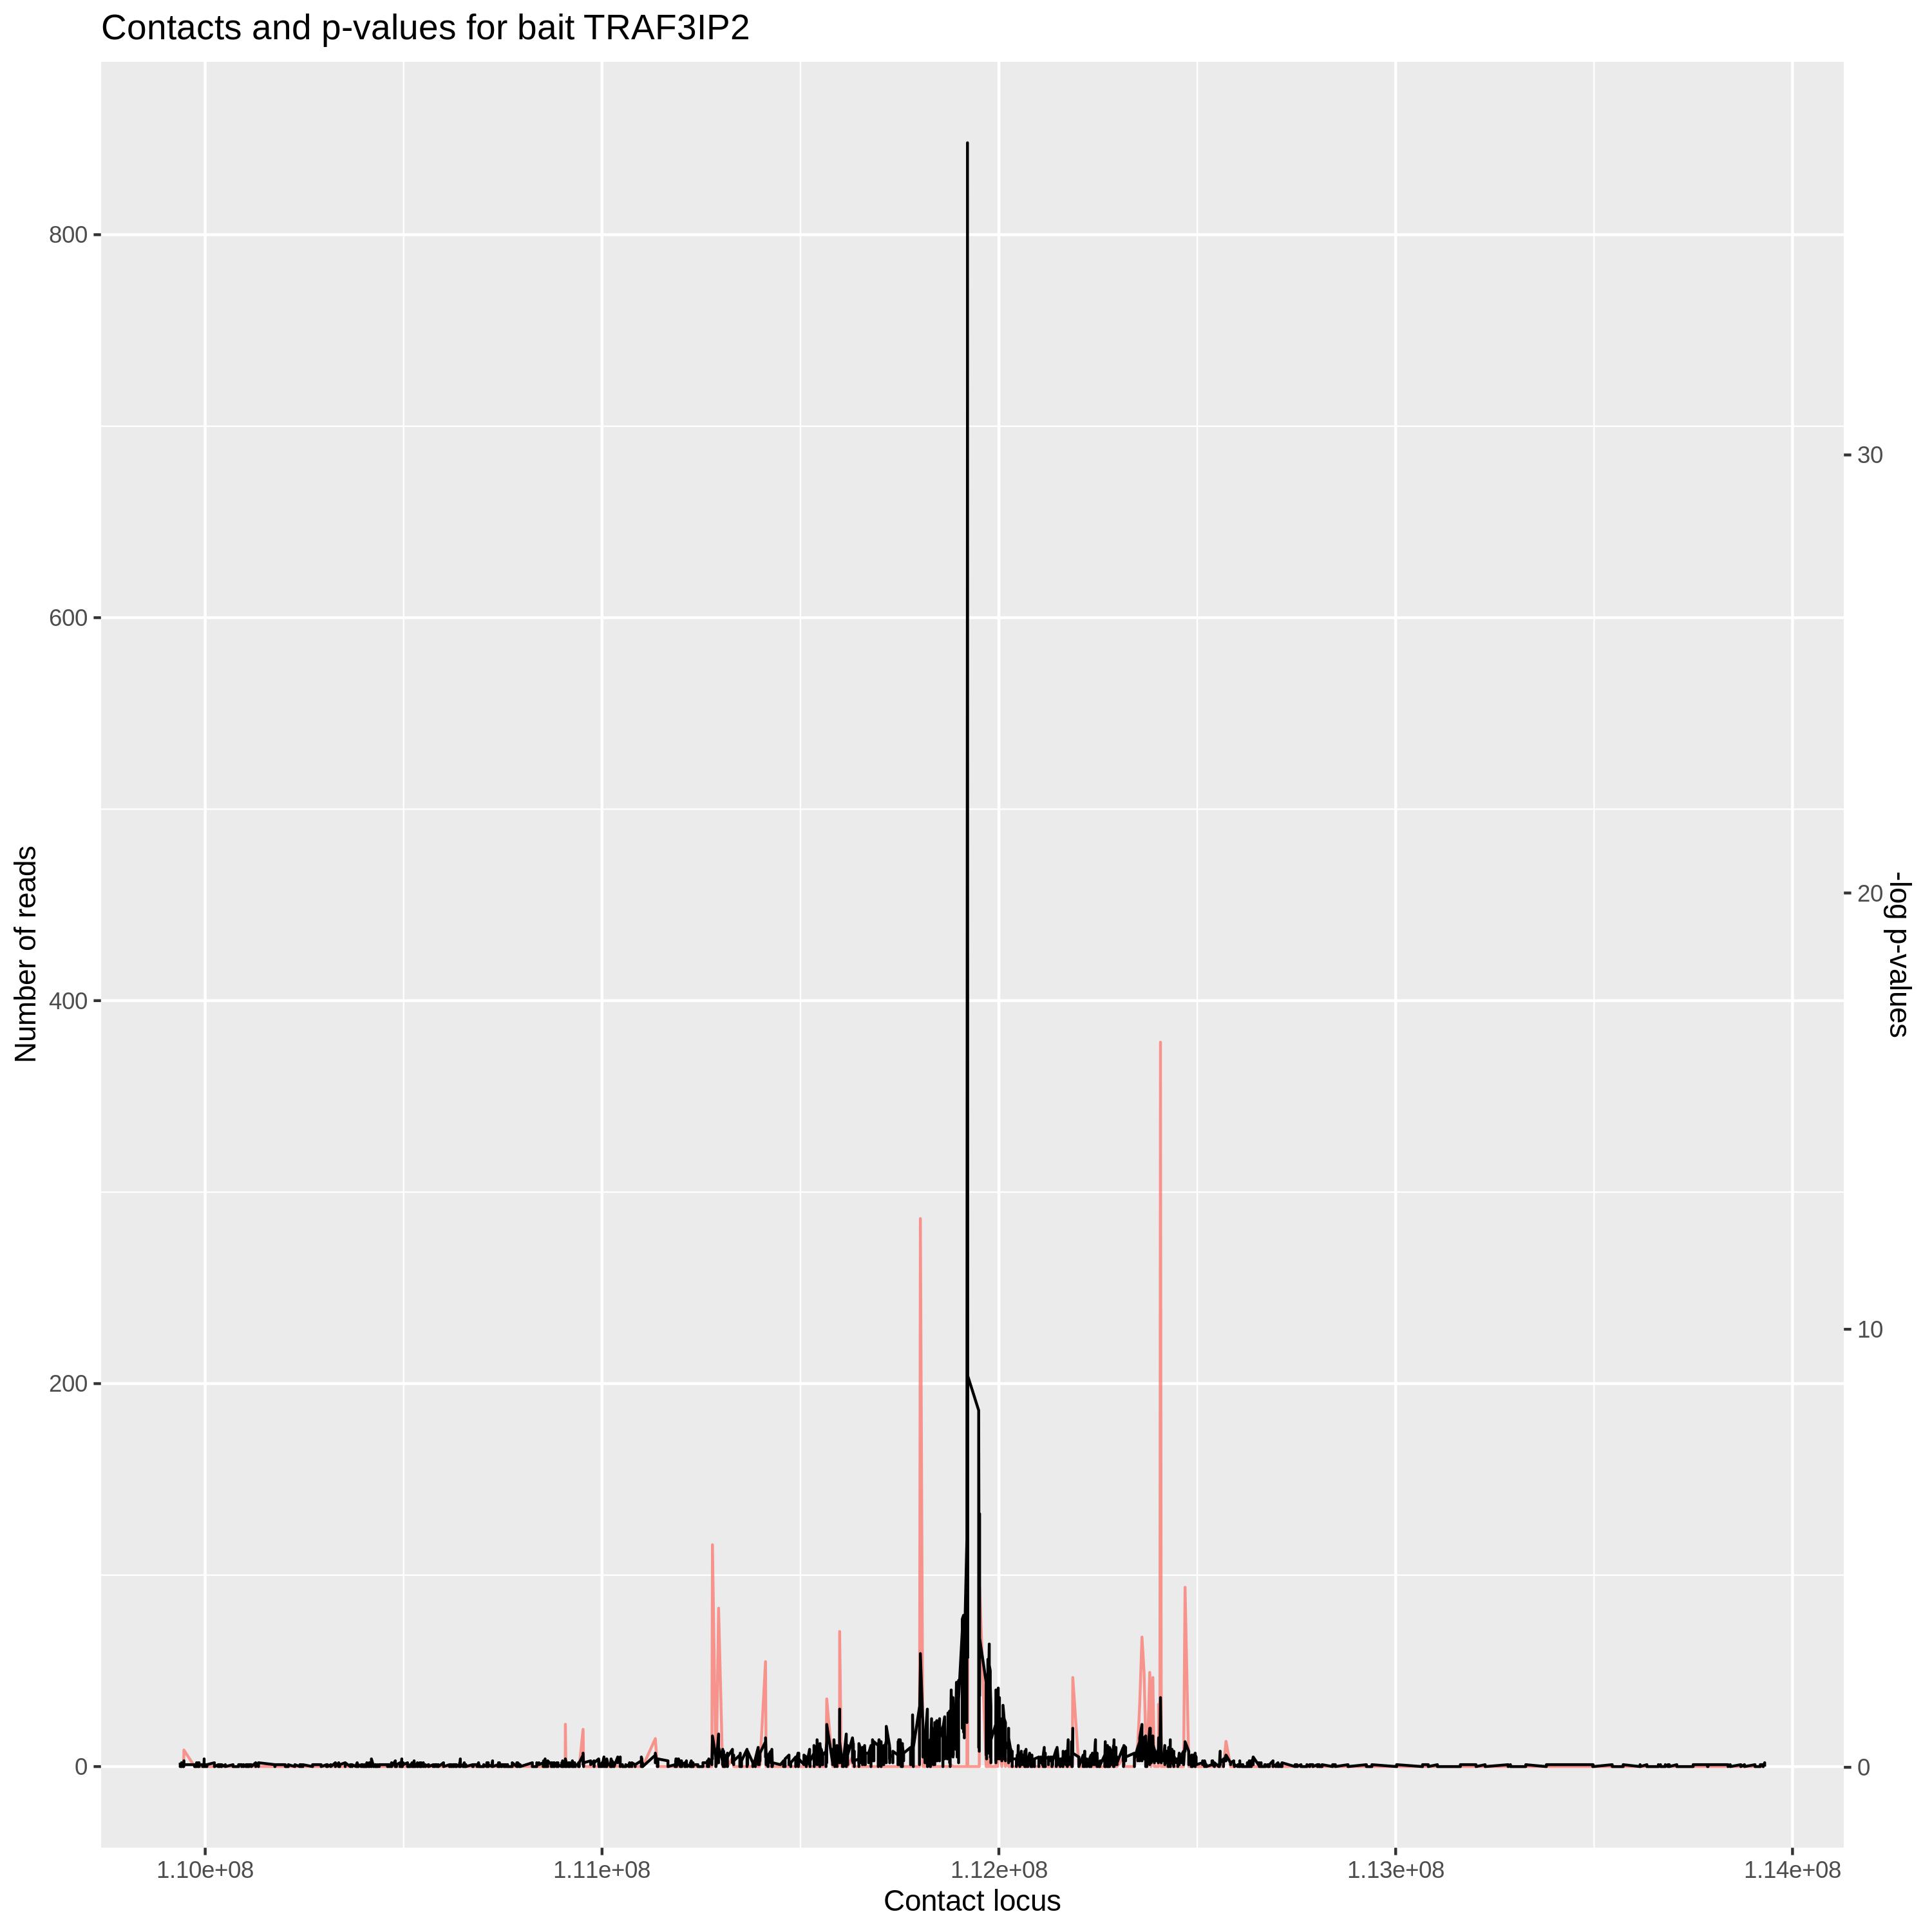 Contacts and p-values for bait TRAF3IP2
Number of reads
800
600
400
200
0
30
20
10
0
-log p-values
1.10e+08 1.11e+08 1.12e+08 1.13e+08 1.14e+08
Contact locus